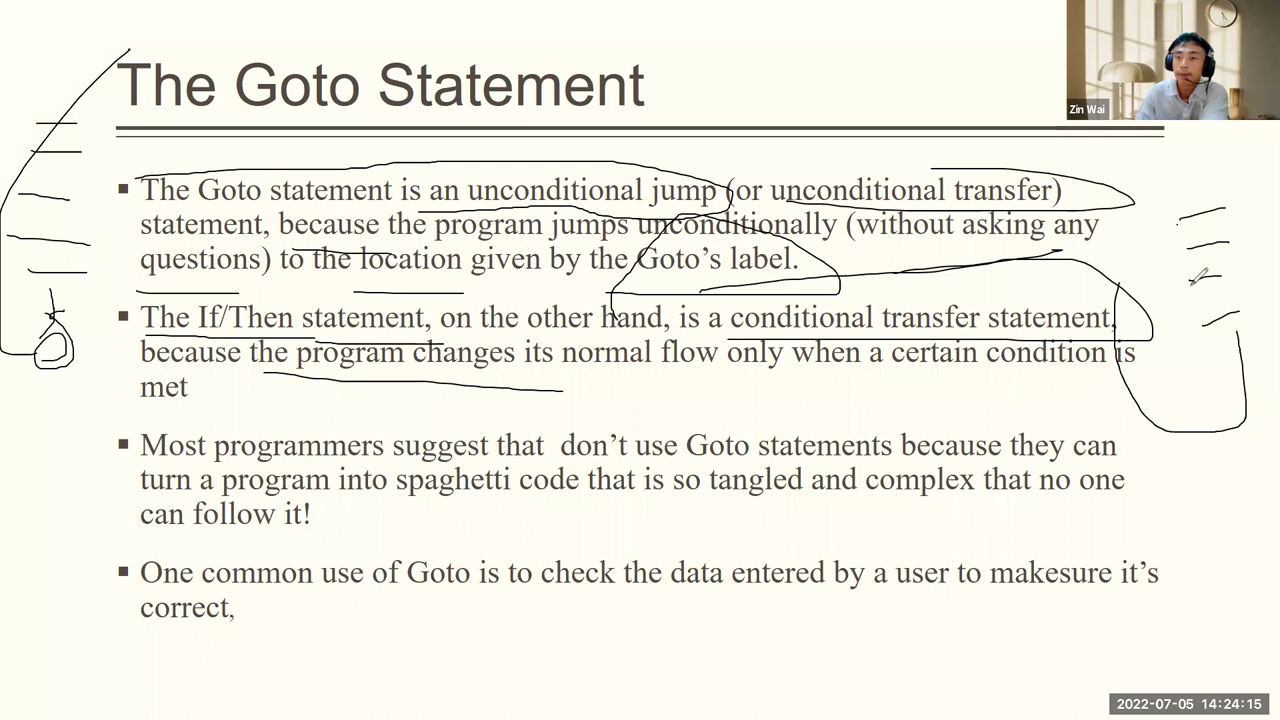 The Goto Statement
Zin Wai
▪ The Goto statement is an unconditional jump (or unconditional transfer)
statement, because the program jumps unconditionally (without asking any
questions) to the location given by the Goto’s label.
▪ The If/Then statement, on the other hand, is a conditional transfer statement,
because the program changes its normal flow only when a certain condition is
met
▪ Most programmers suggest that  don’t use Goto statements because they can
turn a program into spaghetti code that is so tangled and complex that no one
can follow it!
▪ One common use of Goto is to check the data entered by a user to makesure it’s
correct,
2022-07-05 14:24:15